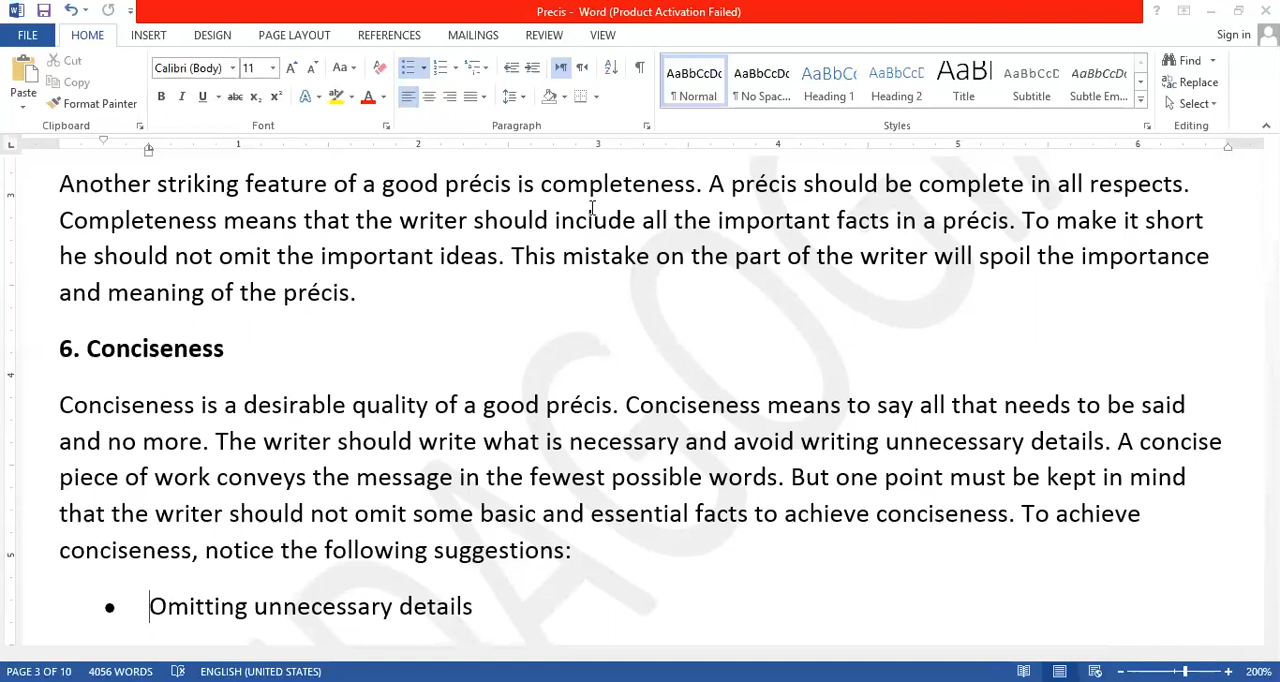 Precis - Word (Product Activation Failed)
FILE HOME INSERT DESIGN PAGE LAYOUT REFERENCES MAILINGS REVIEW VIEW Sign in
Paste Cut Copy Format Painter Clipboard
Calibri (Body) 11 Aa Font
Paragraph
AaBbCcDc AaBbCcDc AaBbCc AaBbCcD AaBl AaBbCcD AaBbCcDc
¶ Normal ¶ No Spac... Heading 1 Heading 2 Title Subtitle Subtle Em...
Styles
Find Replace Select Editing
1 2 3 4 5 6
Another striking feature of a good précis is completeness. A précis should be complete in all respects.
Completeness means that the writer should include all the important facts in a précis. To make it short
he should not omit the important ideas. This mistake on the part of the writer will spoil the importance
and meaning of the précis.
6. Conciseness
Conciseness is a desirable quality of a good précis. Conciseness means to say all that needs to be said
and no more. The writer should write what is necessary and avoid writing unnecessary details. A concise
piece of work conveys the message in the fewest possible words. But one point must be kept in mind
that the writer should not omit some basic and essential facts to achieve conciseness. To achieve
conciseness, notice the following suggestions:
• Omitting unnecessary details
PAGE 3 OF 10 4056 WORDS ENGLISH (UNITED STATES) 200%